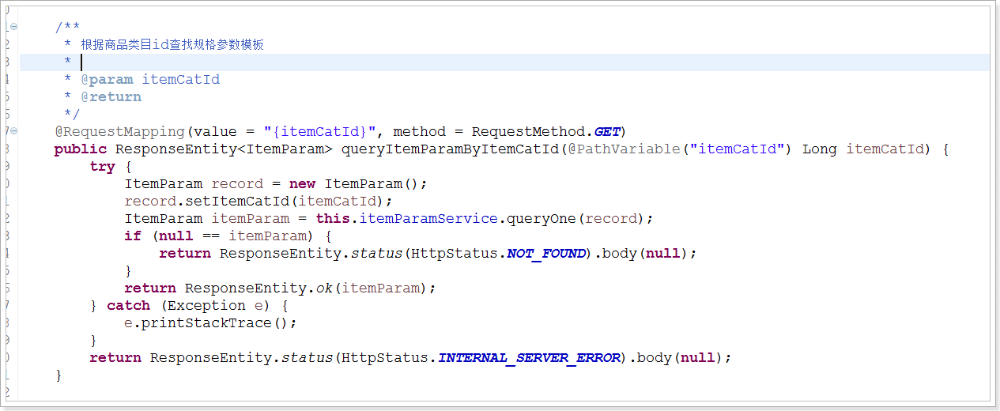 /**
 * 根据商品类目id查找规格参数模板
 *
 * @param itemCatId
 * @return
 */
@RequestMapping(value = "{itemCatId}", method = RequestMethod.GET)
public ResponseEntity<ItemParam> queryItemParamByItemCatId(@PathVariable("itemCatId") Long itemCatId) {
    try {
        ItemParam record = new ItemParam();
        record.setItemCatId(itemCatId);
        ItemParam itemParam = this.itemParamService.queryOne(record);
        if (null == itemParam) {
            return ResponseEntity.status(HttpStatus.NOT_FOUND).body(null);
        }
        return ResponseEntity.ok(itemParam);
    } catch (Exception e) {
        e.printStackTrace();
    }
    return ResponseEntity.status(HttpStatus.INTERNAL_SERVER_ERROR).body(null);
}